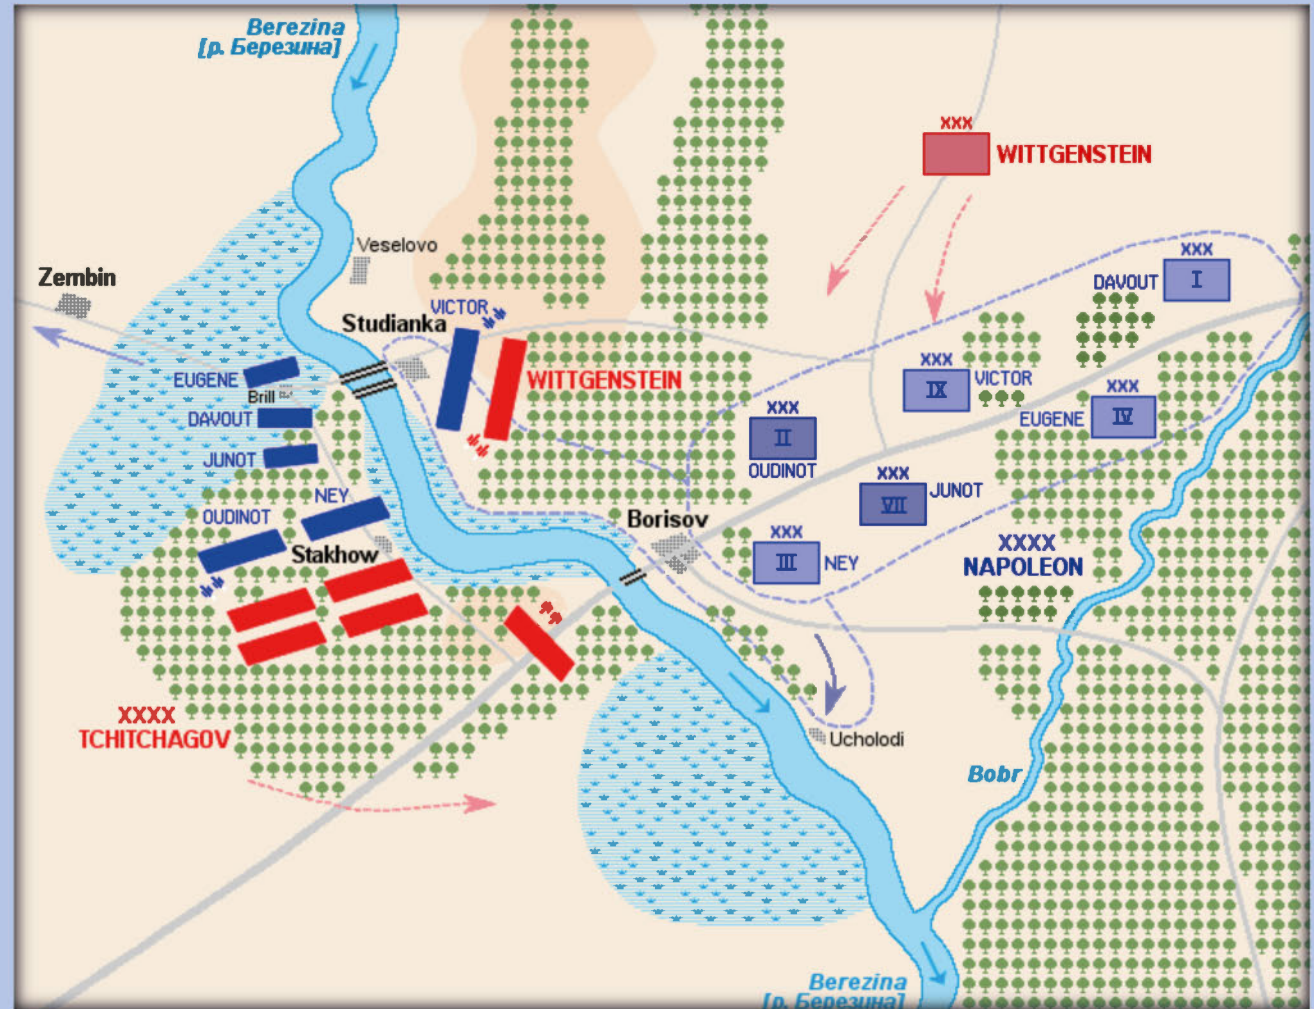 Berezina
[р. Березина]
XXX
WITTGENSTEIN
Veselovo
XXX
I
DAVOUT
Zembin
VICTOR
Studianka
EUGENE
Brill
WITTGENSTEIN
XXX
IX
VICTOR
XXX
IV
EUGENE
DAVOUT
XXX
II
OUDINOT
JUNOT
XXX
VII
JUNOT
NEY
OUDINOT
Borisov
Stakhow
XXX
III
NEY
XXXX
NAPOLEON
XXXX
TCHITCHAGOV
Ucholodi
Bobr
Berezina
[р. Березина]